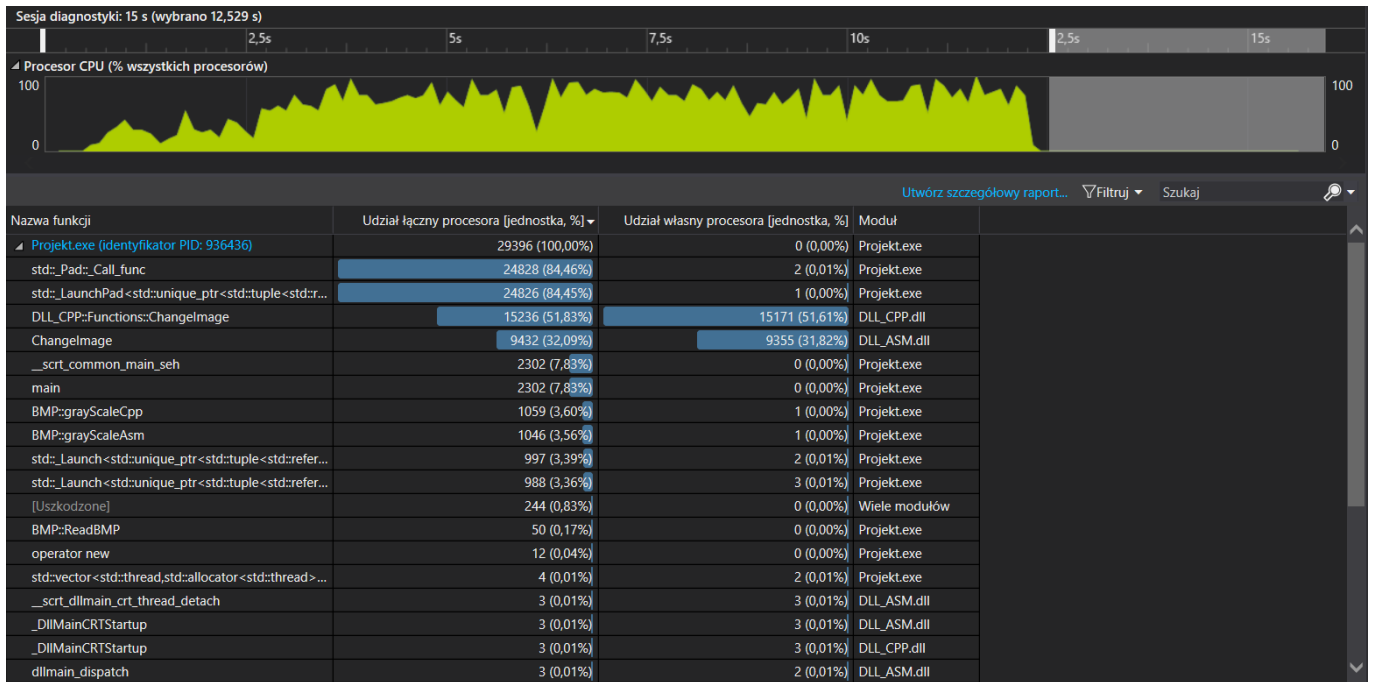 Sesja diagnostyki: 15 s (wybrano 12,529 s)
2,5s 5s 7,5s 10s 2,5s 15s
Procesor CPU (% wszystkich procesorów)
100 100
0 0
Utwórz szczegółowy raport... Filtruj Szukaj
Nazwa funkcji Udział łączny procesora [jednostka, %] Udział własny procesora [jednostka, %] Moduł
Projekt.exe (identyfikator PID: 936436) 29396 (100,00%) 0 (0,00%) Projekt.exe
std::_Pad::_Call_func 24828 (84,46%) 2 (0,01%) Projekt.exe
std::_LaunchPad<std::unique_ptr<std::tuple<std::r... 24826 (84,45%) 1 (0,00%) Projekt.exe
DLL_CPP::Functions::ChangeImage 15236 (51,83%) 15171 (51,61%) DLL_CPP.dll
ChangeImage 9432 (32,09%) 9355 (31,82%) DLL_ASM.dll
__scrt_common_main_seh 2302 (7,83%) 0 (0,00%) Projekt.exe
main 2302 (7,83%) 0 (0,00%) Projekt.exe
BMP::grayScaleCpp 1059 (3,60%) 1 (0,00%) Projekt.exe
BMP::grayScaleAsm 1046 (3,56%) 1 (0,00%) Projekt.exe
std::_Launch<std::unique_ptr<std::tuple<std::refer... 997 (3,39%) 2 (0,01%) Projekt.exe
std::_Launch<std::unique_ptr<std::tuple<std::refer... 988 (3,36%) 3 (0,01%) Projekt.exe
[Uszkodzone] 244 (0,83%) 0 (0,00%) Wiele modułów
BMP::ReadBMP 50 (0,17%) 0 (0,00%) Projekt.exe
operator new 12 (0,04%) 0 (0,00%) Projekt.exe
std::vector<std::thread,std::allocator<std::thread>... 4 (0,01%) 2 (0,01%) Projekt.exe
__scrt_dllmain_crt_thread_detach 3 (0,01%) 3 (0,01%) DLL_ASM.dll
_DllMainCRTStartup 3 (0,01%) 3 (0,01%) DLL_ASM.dll
_DllMainCRTStartup 3 (0,01%) 3 (0,01%) DLL_CPP.dll
dllmain_dispatch 3 (0,01%) 2 (0,01%) DLL_ASM.dll